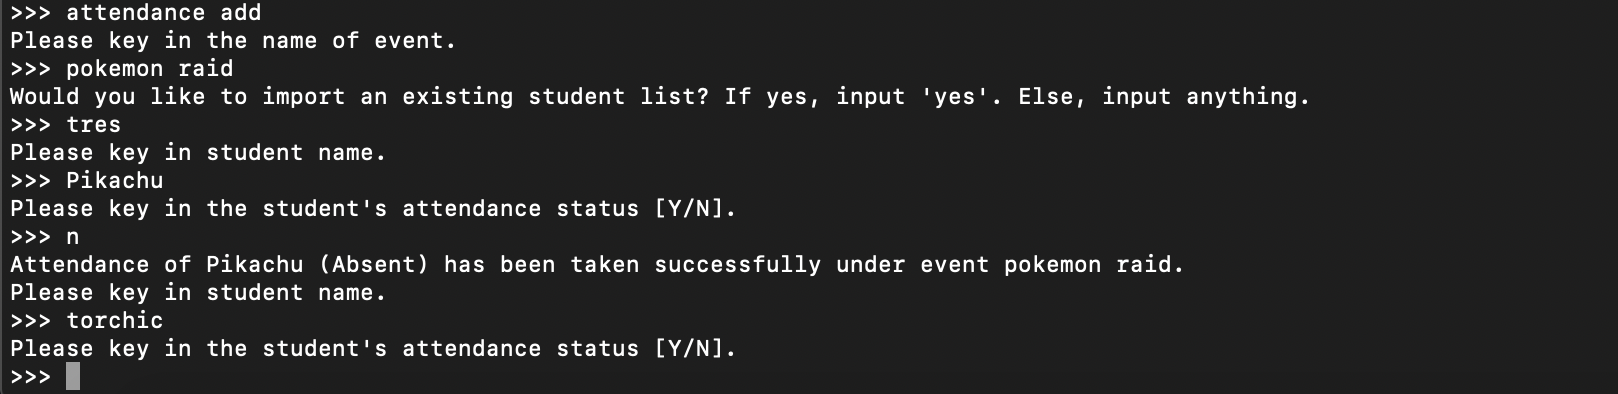 >>> attendance add
Please key in the name of event.
>>> pokemon raid
Would you like to import an existing student list? If yes, input 'yes'. Else, input anything.
>>> tres
Please key in student name.
>>> Pikachu
Please key in the student's attendance status [Y/N].
>>> n
Attendance of Pikachu (Absent) has been taken successfully under event pokemon raid.
Please key in student name.
>>> torchic
Please key in the student's attendance status [Y/N].
>>>